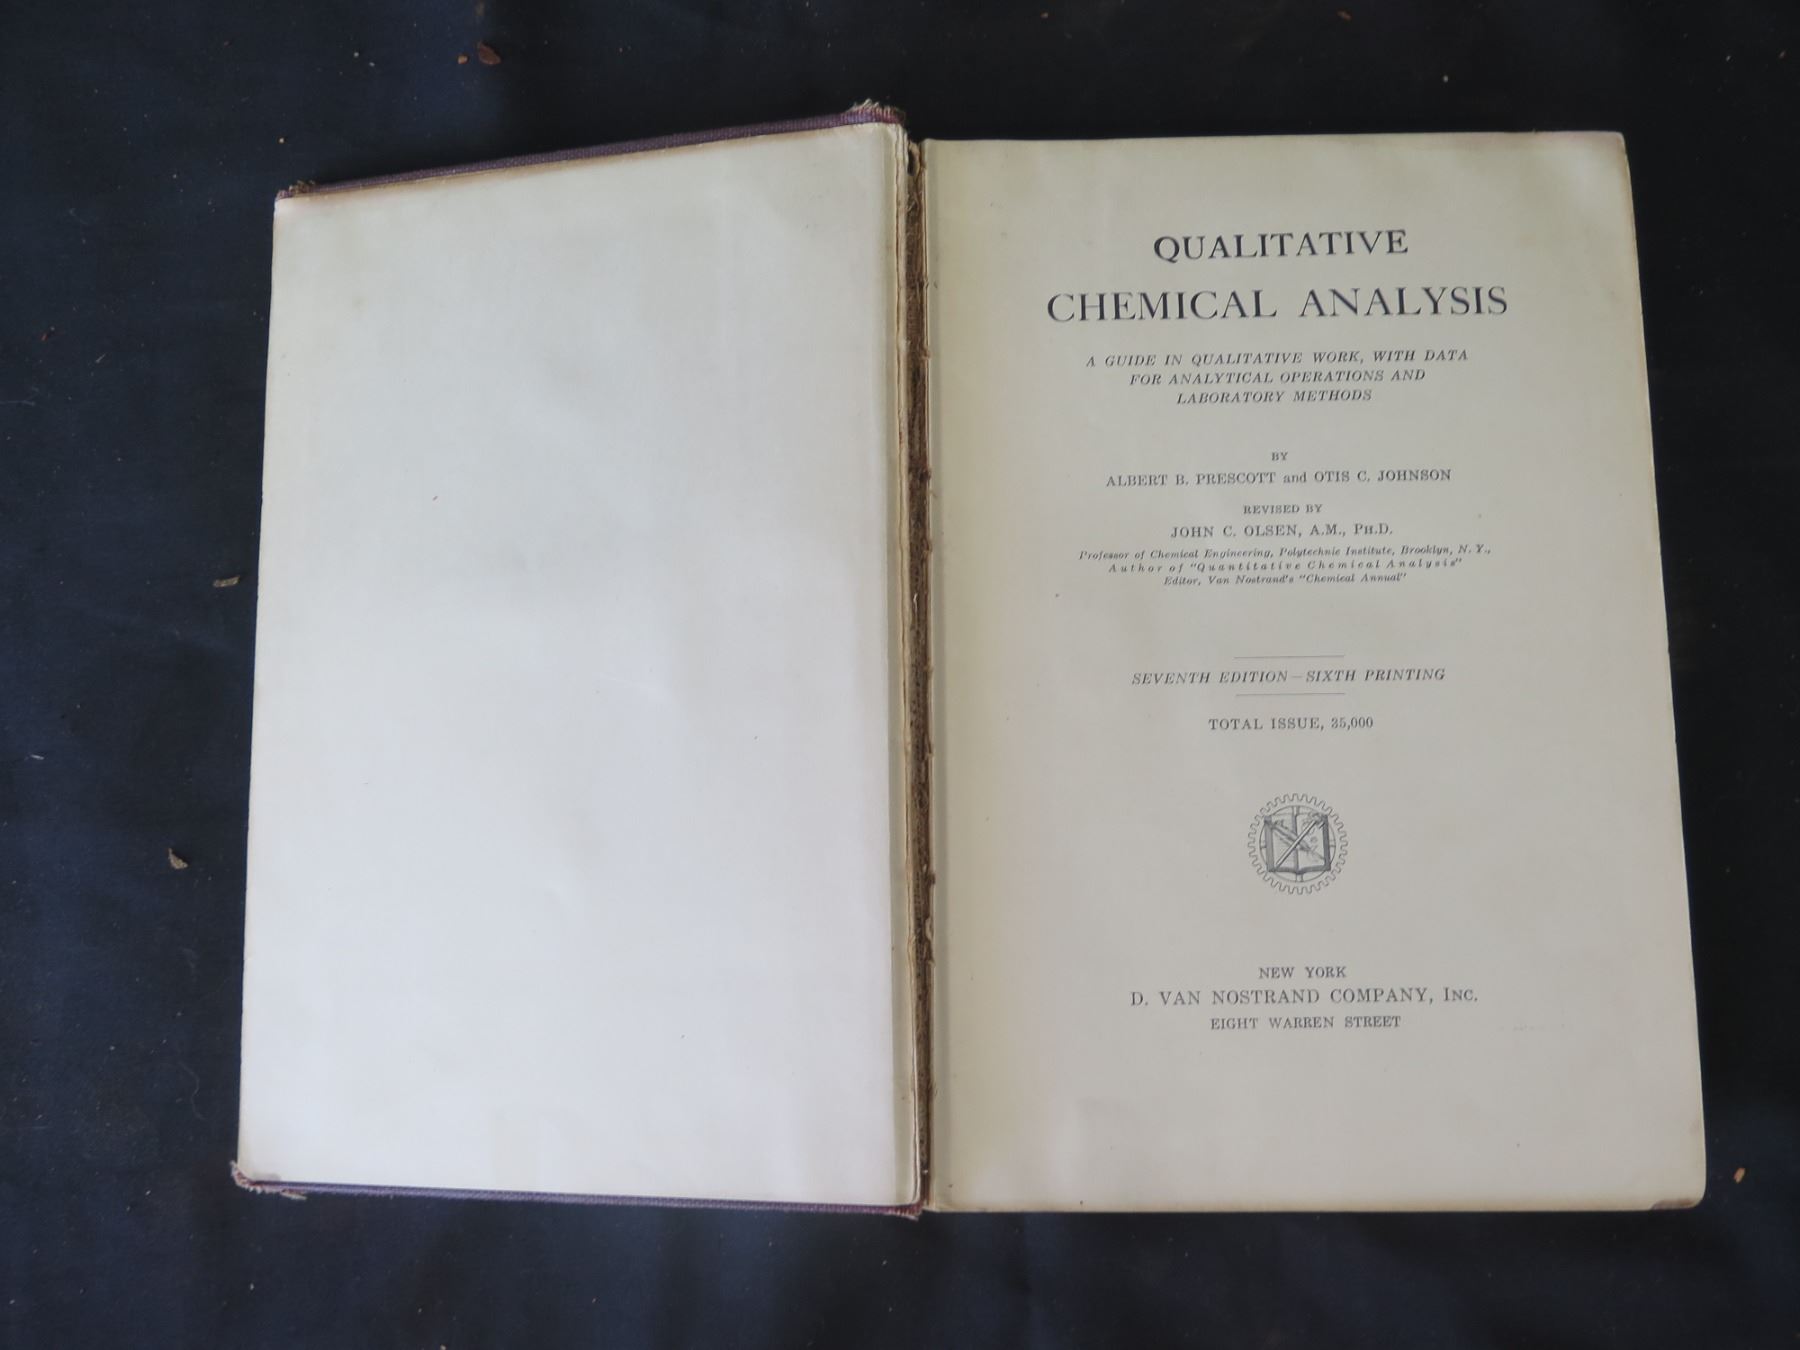 QUALITATIVE
CHEMICAL ANALYSIS
A GUIDE IN QUALITATIVE WORK, WITH DATA
FOR ANALYTICAL OPERATIONS AND
LABORATORY METHODS
BY
ALBERT B. PRESCOTT and OTIS C. JOHNSON
REVISED BY
JOHN C. OLSEN, A.M., PH.D.
Professor of Chemical Engineering, Polytechnic Institute, Brooklyn, N. Y.,
Author of "Quantitative Chemical Analysis"
Editor, Van Nostrand's "Chemical Annual"
SEVENTH EDITION—SIXTH PRINTING
TOTAL ISSUE, 35,000
NEW YORK
D. VAN NOSTRAND COMPANY, INC.
EIGHT WARREN STREET